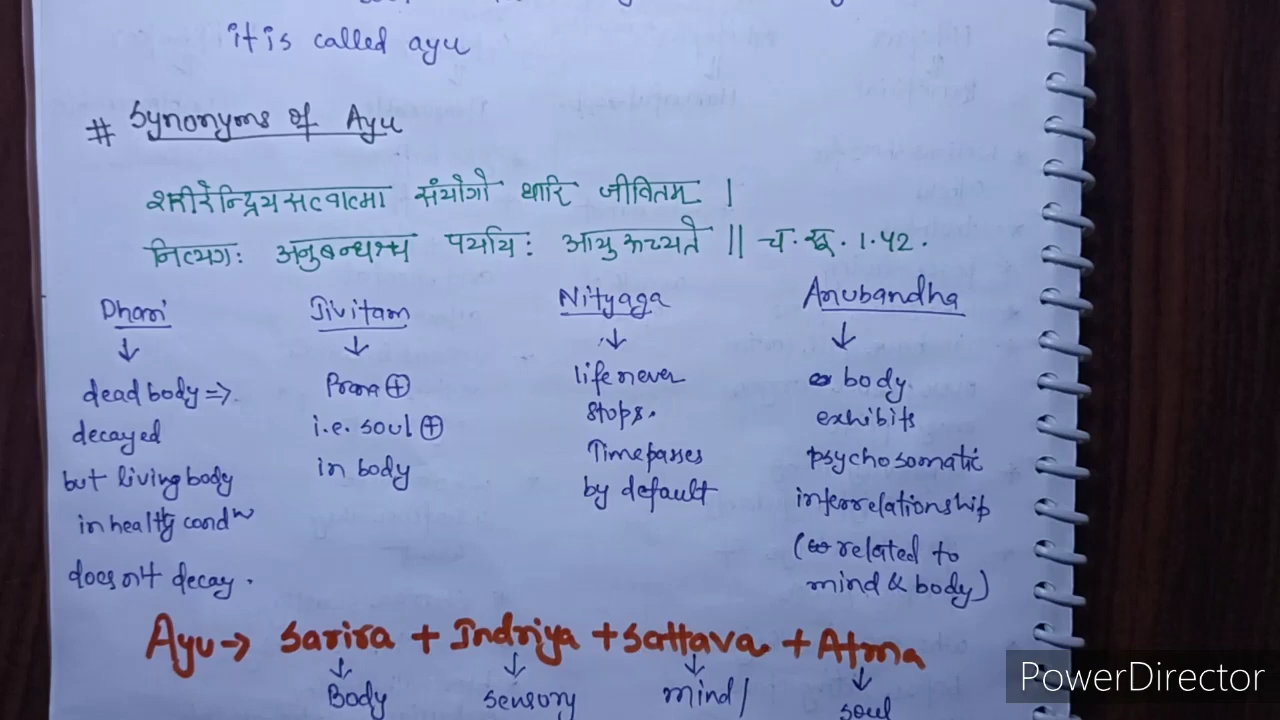 it is called ayu
# Synonyms of Ayu
शरीरेन्द्रियसत्वात्मा संयोगो धारि जीवितम् |
नित्यगः अनुबन्धश्च पर्यायैः आयुरुच्यते || च. सू. 1.42.
Dhari Jivitam Nityaga Anubandha
↓ ↓ ↓ ↓
dead body ⇒
decayed
but living body
in healthy condn
doesn't decay.
Prana ⊕
i.e. soul ⊕
in body
life never
stops.
Time passes
by default
body
exhibits
psychosomatic
interrelationship
(related to
mind & body)
Ayu → Sarira + Indriya + Sattava + Atma
↓ ↓ ↓ ↓
Body sensory mind/ soul
PowerDirector